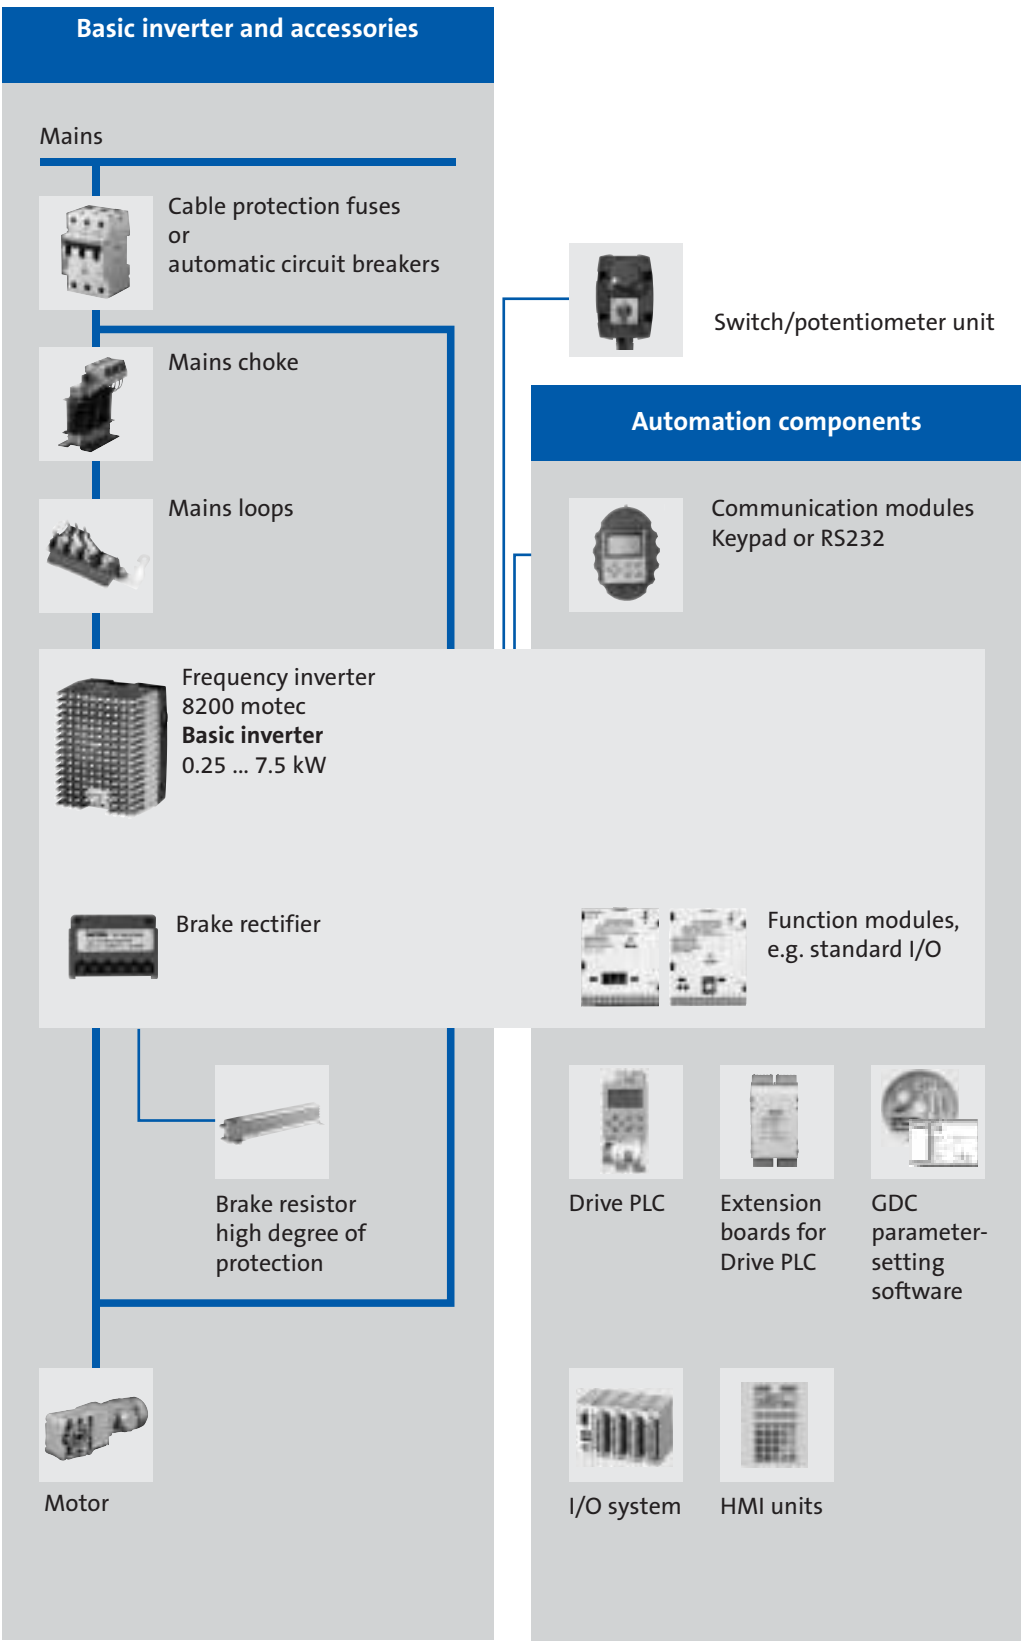 Basic inverter and accessories
Mains
Cable protection fuses
or
automatic circuit breakers
Mains choke
Mains loops
Switch/potentiometer unit
Automation components
Communication modules
Keypad or RS232
Frequency inverter
8200 motec
Basic inverter
0.25 ... 7.5 kW
Brake rectifier
Function modules,
e.g. standard I/O
Brake resistor
high degree of
protection
Drive PLC
Extension
boards for
Drive PLC
GDC
parameter-
setting
software
Motor
I/O system
HMI units